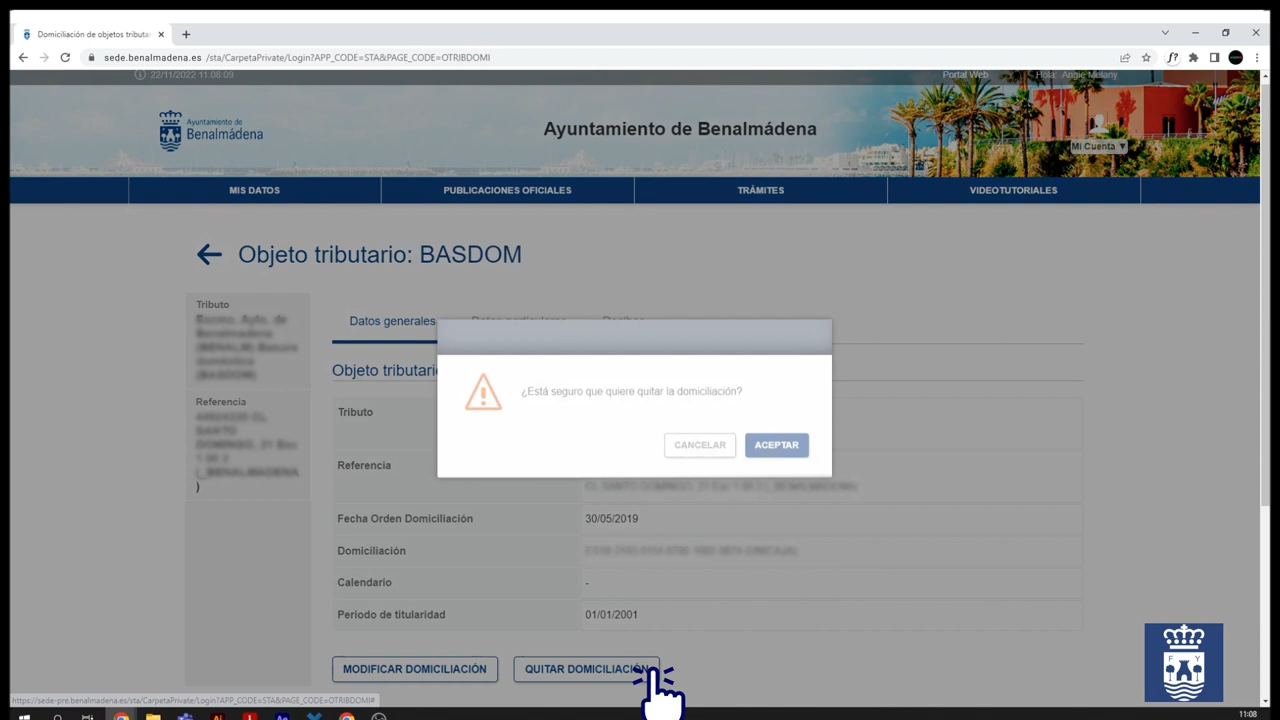 Domiciliación de objetos tributa
sede.benalmadena.es/sta/CarpetaPrivate/Login?APP_CODE=STA&PAGE_CODE=OTRIBDOMI
22/11/2022 11:08:09
Portal Web
Hola: Angie Melany
Ayuntamiento de
Benalmádena
Ayuntamiento de Benalmádena
Mi Cuenta ▼
MIS DATOS
PUBLICACIONES OFICIALES
TRÁMITES
VIDEOTUTORIALES
Objeto tributario: BASDOM
Tributo
Datos generales
Datos particulares
Recibos
Objeto tributari
¿Está seguro que quiere quitar la domiciliación?
CANCELAR
ACEPTAR
Referencia
)
Tributo
Referencia
Fecha Orden Domiciliación
30/05/2019
Domiciliación
Calendario
-
Periodo de titularidad
01/01/2001
MODIFICAR DOMICILIACIÓN
QUITAR DOMICILIACIÓN
F Y
https://sede-pre.benalmadena.es/sta/CarpetaPrivate/Login?APP_CODE=STA&PAGE_CODE=OTRIBDOMI#
11:08